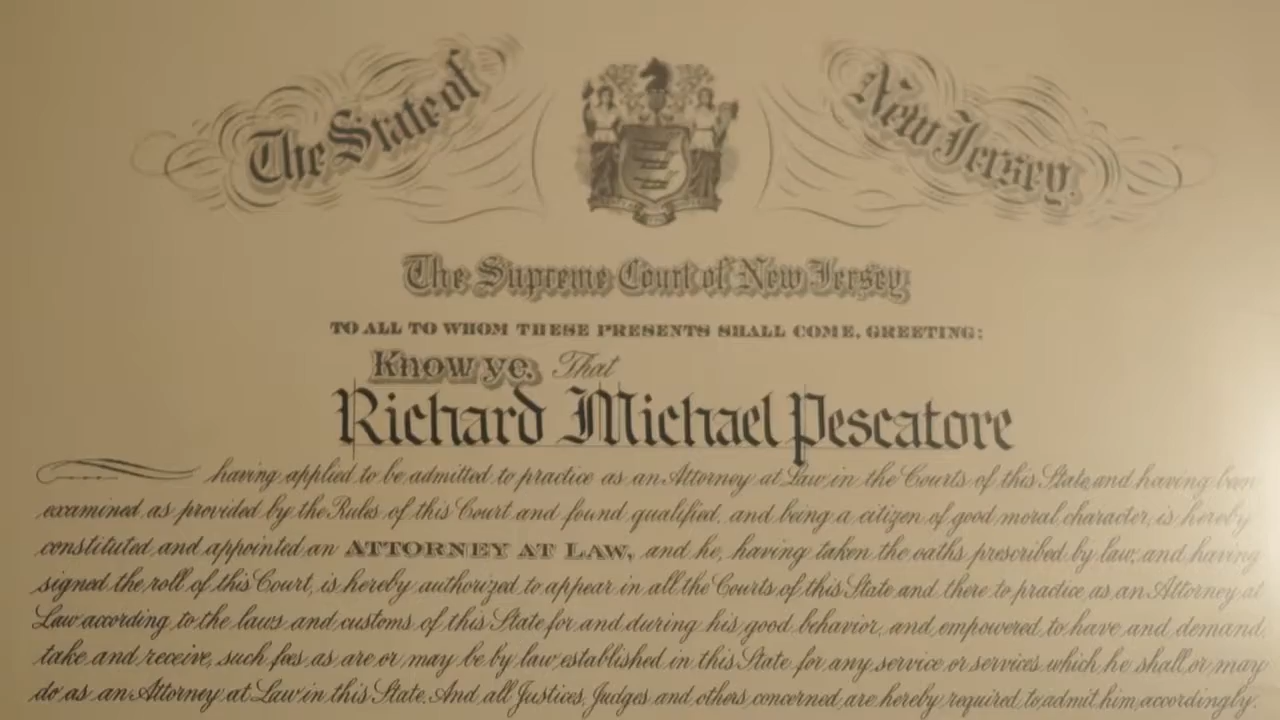 The State of New Jersey.
The Supreme Court of New Jersey
TO ALL TO WHOM THESE PRESENTS SHALL COME, GREETING:
Know ye, That
Richard Michael Pescatore
having applied to be admitted to practice as an Attorney at Law in the Courts of this State and having been
examined as provided by the Rules of this Court and found qualified, and being a citizen of good moral character, is hereby
constituted and appointed an ATTORNEY AT LAW, and he, having taken the oaths prescribed by law, and having
signed the roll of this Court, is hereby authorized to appear in all the Courts of this State and there to practice as an Attorney at
Law according to the laws and customs of this State for and during his good behavior, and empowered to have and demand,
take and receive, such fees as are or may be by law established in this State for any service or services which he shall or may
do as an Attorney at Law in this State. And all Justices, Judges and others concerned, are hereby required to admit him accordingly.